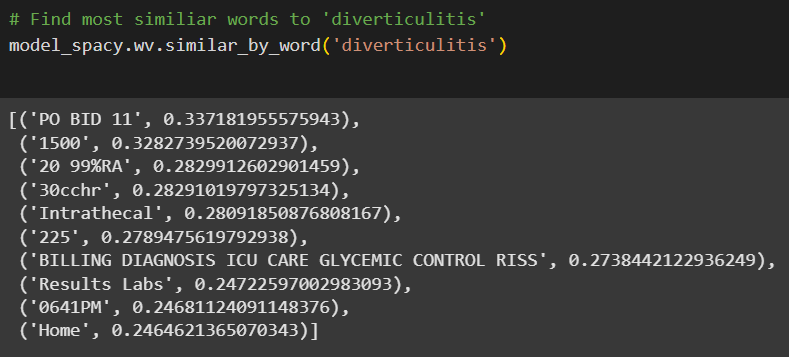 # Find most similiar words to 'diverticulitis'
model_spacy.wv.similar_by_word('diverticulitis')
[('PO BID 11', 0.337181955575943),
('1500', 0.3282739520072937),
('20 99%RA', 0.2829912602901459),
('30cchr', 0.28291019797325134),
('Intrathecal', 0.28091850876808167),
('225', 0.2789475619792938),
('BILLING DIAGNOSIS ICU CARE GLYCEMIC CONTROL RISS', 0.2738442122936249),
('Results Labs', 0.24722597002983093),
('0641PM', 0.24681124091148376),
('Home', 0.2464621365070343)]